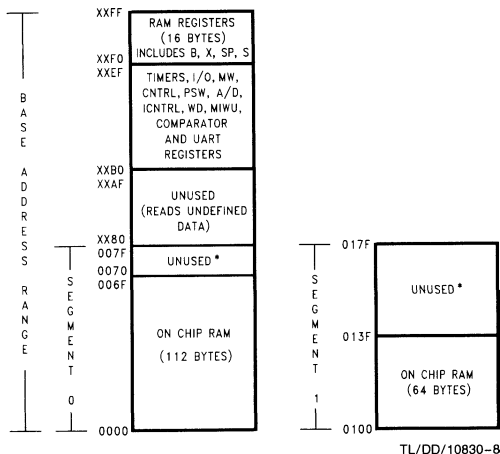 XXFF
RAM REGISTERS
(16 BYTES)
INCLUDES B, X, SP, S
XXF0
XXEF
TIMERS, I/O, MW,
CNTRL, PSW, A/D,
ICNTRL, WD, MIWU,
COMPARATOR
AND UART
REGISTERS
XXB0
XXAF
UNUSED
(READS UNDEFINED
DATA)
XX80
007F
UNUSED*
0070
006F
ON CHIP RAM
(112 BYTES)
0000
BASE ADDRESS RANGE
SEGMENT 0
017F
UNUSED*
013F
ON CHIP RAM
(64 BYTES)
0100
SEGMENT 1
TL/DD/10830-8